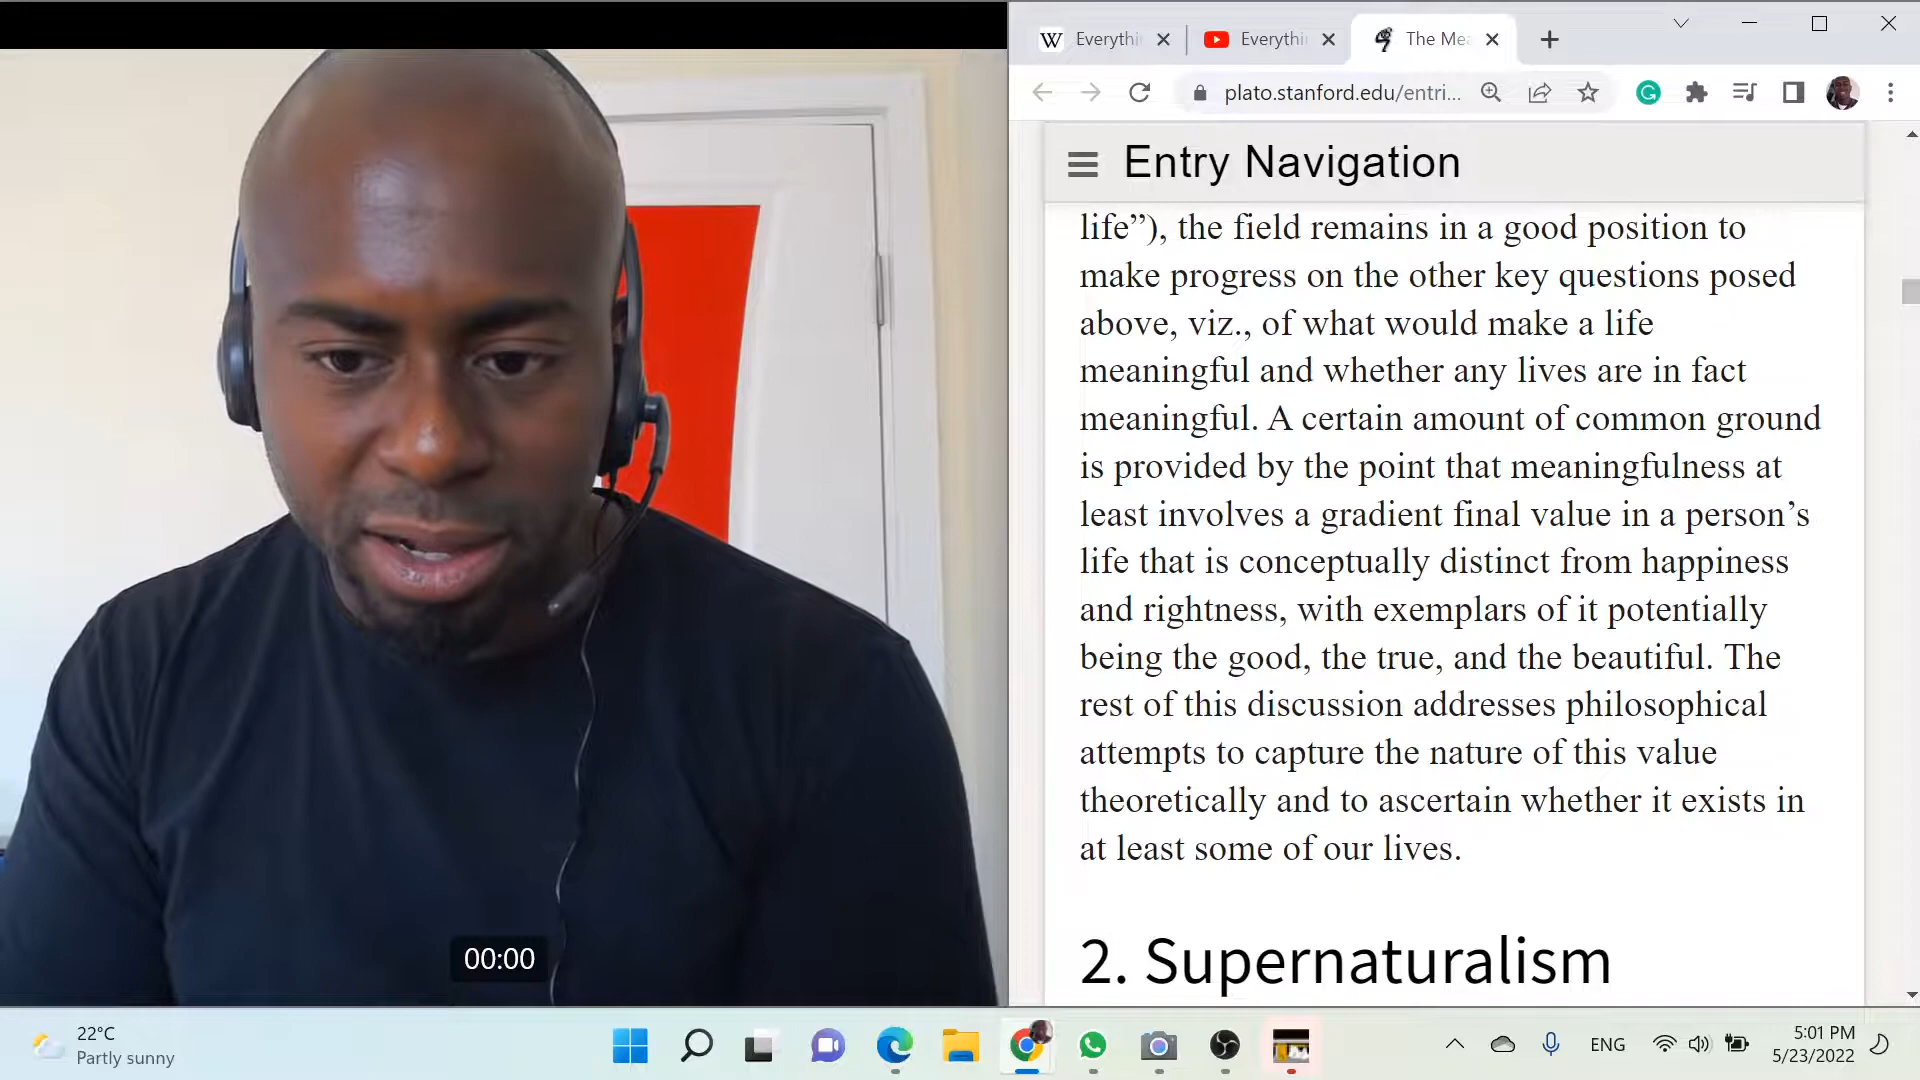 Everythi
Everythi
The Mea
plato.stanford.edu/entri...
Entry Navigation
life”), the field remains in a good position to
make progress on the other key questions posed
above, viz., of what would make a life
meaningful and whether any lives are in fact
meaningful. A certain amount of common ground
is provided by the point that meaningfulness at
least involves a gradient final value in a person’s
life that is conceptually distinct from happiness
and rightness, with exemplars of it potentially
being the good, the true, and the beautiful. The
rest of this discussion addresses philosophical
attempts to capture the nature of this value
theoretically and to ascertain whether it exists in
at least some of our lives.
2. Supernaturalism
00:00
22°C
Partly sunny
ENG
5:01 PM
5/23/2022